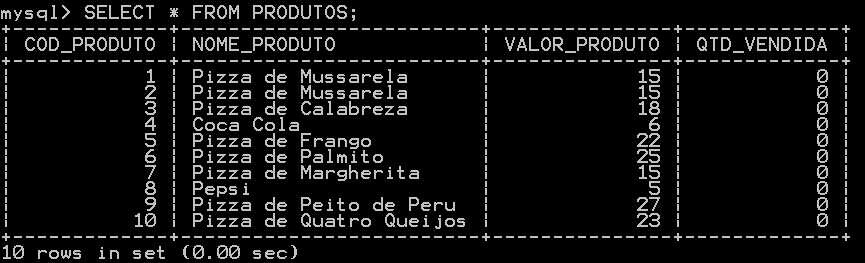 mysql> SELECT * FROM PRODUTOS;
+-------------+--------------------------+---------------+-------------+
| COD_PRODUTO | NOME_PRODUTO             | VALOR_PRODUTO | QTD_VENDIDA |
+-------------+--------------------------+---------------+-------------+
|           1 | Pizza de Mussarela       |            15 |           0 |
|           2 | Pizza de Mussarela       |            15 |           0 |
|           3 | Pizza de Calabreza       |            18 |           0 |
|           4 | Coca Cola                |             6 |           0 |
|           5 | Pizza de Frango          |            22 |           0 |
|           6 | Pizza de Palmito         |            25 |           0 |
|           7 | Pizza de Margherita      |            15 |           0 |
|           8 | Pepsi                    |             5 |           0 |
|           9 | Pizza de Peito de Peru   |            27 |           0 |
|          10 | Pizza de Quatro Queijos  |            23 |           0 |
+-------------+--------------------------+---------------+-------------+
10 rows in set (0.00 sec)